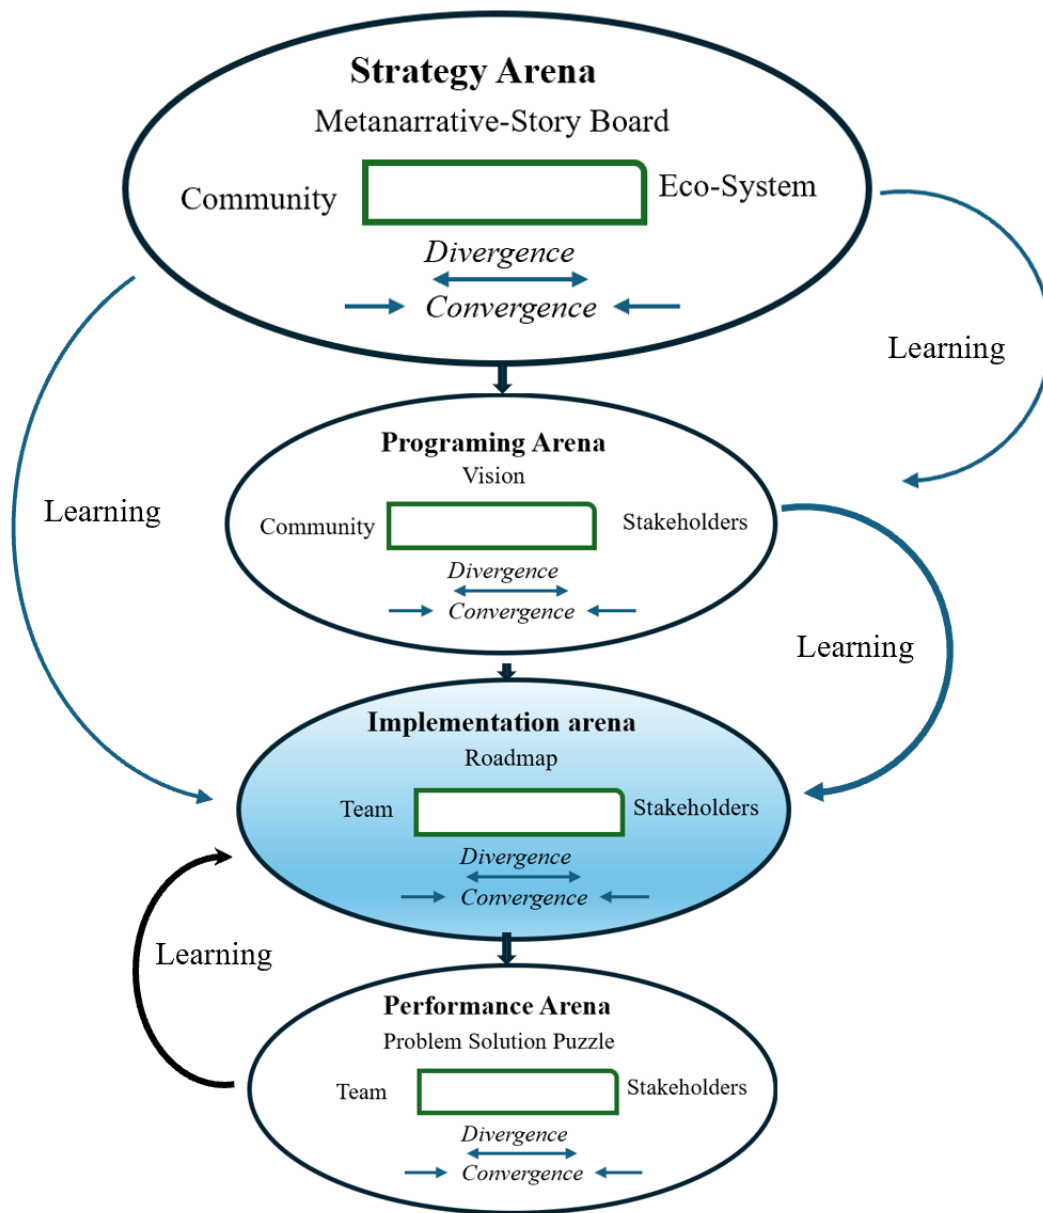 Strategy Arena
Metanarrative-Story Board
Community
Eco-System
Divergence
Convergence
Learning
Learning
Programing Arena
Vision
Community
Stakeholders
Divergence
Convergence
Learning
Implementation arena
Roadmap
Team
Stakeholders
Divergence
Convergence
Learning
Performance Arena
Problem Solution Puzzle
Team
Stakeholders
Divergence
Convergence